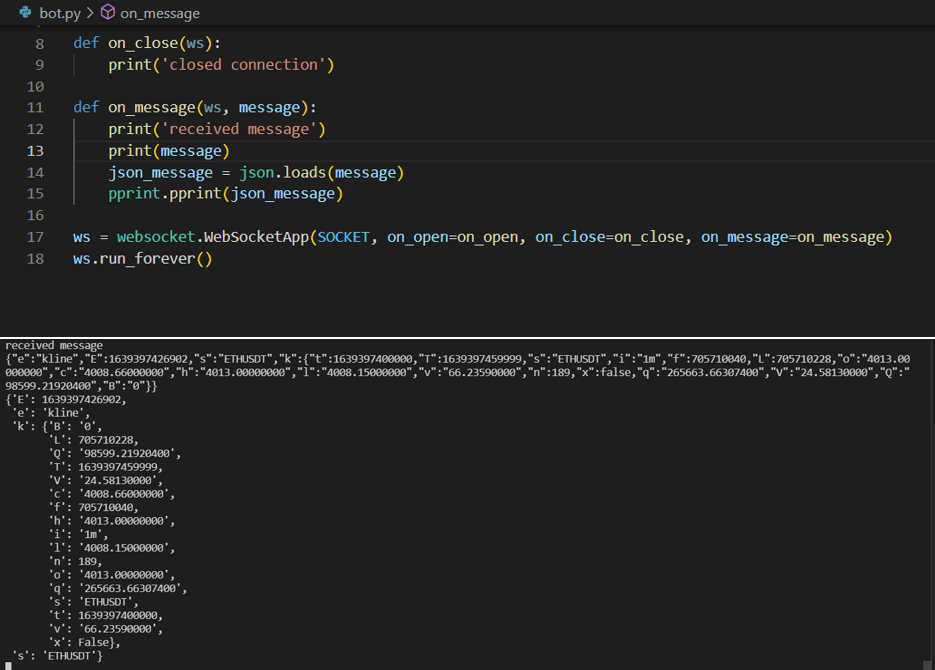 bot.py > on_message
8 def on_close(ws):
9 print('closed connection')
10
11 def on_message(ws, message):
12 print('received message')
13 print(message)
14 json_message = json.loads(message)
15 pprint.pprint(json_message)
16
17 ws = websocket.WebSocketApp(SOCKET, on_open=on_open, on_close=on_close, on_message=on_message)
18 ws.run_forever()
received message
{"e":"kline","E":1639397426902,"s":"ETHUSDT","k":{"t":1639397400000,"T":1639397459999,"s":"ETHUSDT","i":"1m","f":705710040,"L":705710228,"o":"4013.00
000000","c":"4008.66000000","h":"4013.00000000","l":"4008.15000000","v":"66.23590000","n":189,"x":false,"q":"265663.66307400","V":"24.58130000","Q":"
98599.21920400","B":"0"}}
{'E': 1639397426902,
'e': 'kline',
'k': {'B': '0',
'L': 705710228,
'Q': '98599.21920400',
'T': 1639397459999,
'V': '24.58130000',
'c': '4008.66000000',
'f': 705710040,
'h': '4013.00000000',
'i': '1m',
'l': '4008.15000000',
'n': 189,
'o': '4013.00000000',
'q': '265663.66307400',
's': 'ETHUSDT',
't': 1639397400000,
'v': '66.23590000',
'x': False},
's': 'ETHUSDT'}